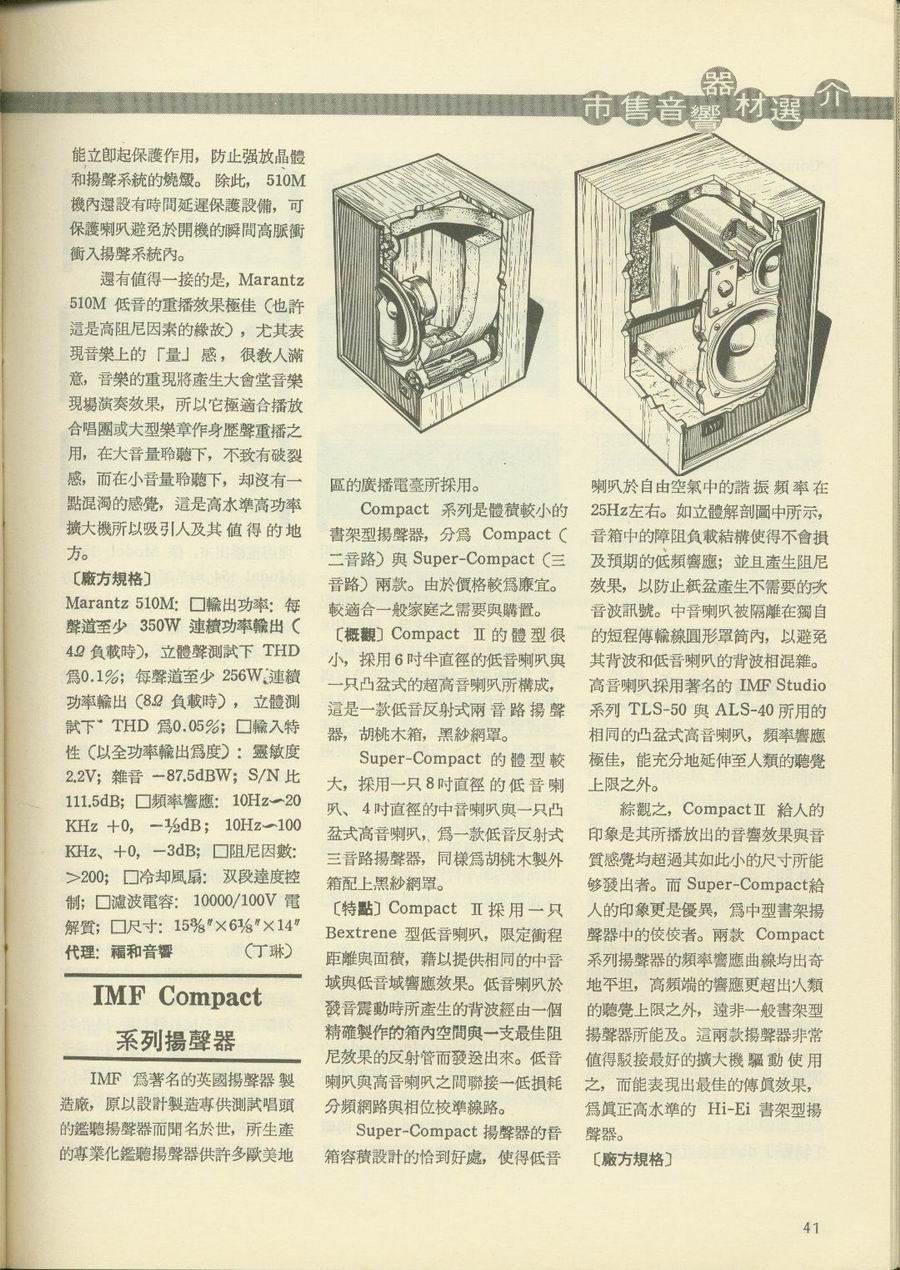 市售音響器材選介
能立卽起保護作用，防止强放晶體
和揚聲系統的燒燬。除此，510M
機內還設有時間延遲保護設備，可
保護喇叭避免於開機的瞬間高脈衝
衝入揚聲系統內。
還有値得一接的是，Marantz
510M 低音的重播效果極佳（也許
這是高阻尼因素的緣故），尤其表
現音樂上的「量」感，很敎人滿
意，音樂的重現將產生大會堂音樂
現場演奏效果，所以它極適合播放
合唱團或大型樂章作身歷聲重播之
用，在大音量聆聽下，不致有破裂
感，而在小音量聆聽下，却沒有一
點混濁的感覺，這是高水準高功率
擴大機所以吸引人及其値得的地
方。
〔廠方規格〕
Marantz 510M：□輸出功率：每
聲道至少 350W 連續功率輸出（
4Ω負載時），立體聲測試下 THD
爲0.1%；每聲道至少 256W 連續
功率輸出（8Ω 負載時），立體測
試下 THD 爲0.05%；□輸入特
性（以全功率輸出爲度）：靈敏度
2.2V；雜音 −87.5dBW；S/N 比
111.5dB；□頻率響應：10Hz～20
KHz +0，−½dB；10Hz～100
KHz、+0，−3dB；□阻尼因數：
>200；□冷却風扇：双段達度控
制；□濾波電容：10000/100V 電
解質；□尺寸：15⅜″×6⅛″×14″
代理：福和音響 （丁琳）
IMF Compact
系列揚聲器
IMF 爲著名的英國揚聲器製
造廠，原以設計製造專供測試唱頭
的鑑聽揚聲器而聞名於世，所生產
的專業化鑑聽揚聲器供許多歐美地
區的廣播電臺所採用。
Compact 系列是體積較小的
書架型揚聲器，分爲 Compact（
二音路）與 Super-Compact（三
音路）兩款。由於價格較爲廉宜。
較適合一般家庭之需要與購置。
〔概觀〕Compact Ⅱ的體型很
小，採用6吋半直徑的低音喇叭與
一只凸盆式的超高音喇叭所構成，
這是一款低音反射式兩音路揚聲
器，胡桃木箱，黑紗網罩。
Super-Compact 的體型較
大，採用一只8吋直徑的低音喇
叭、4吋直徑的中音喇叭與一只凸
盆式高音喇叭，爲一款低音反射式
三音路揚聲器，同樣爲胡桃木製外
箱配上黑紗網罩。
〔特點〕Compact Ⅱ採用一只
Bextrene 型低音喇叭，限定衝程
距離與面積，藉以提供相同的中音
域與低音域響應效果。低音喇叭於
發音震動時所產生的背波經由一個
精確製作的箱內空間與一支最佳阻
尼效果的反射管而發送出來。低音
喇叭與高音喇叭之間聯接一低損耗
分頻網路與相位校準線路。
Super-Compact 揚聲器的音
箱容積設計的恰到好處，使得低音
喇叭於自由空氣中的諧振頻率在
25Hz左右。如立體解剖圖中所示，
音箱中的障阻負載結構使得不會損
及預期的低頻響應；並且產生阻尼
效果，以防止紙盆產生不需要的次
音波訊號。中音喇叭被隔離在獨自
的短程傳輸線圓形罩筒內，以避免
其背波和低音喇叭的背波相混雜。
高音喇叭採用著名的 IMF Studio
系列 TLS-50 與 ALS-40 所用的
相同的凸盆式高音喇叭，頻率響應
極佳，能充分地延伸至人類的聽覺
上限之外。
綜觀之，CompactⅡ 給人的
印象是其所播放出的音響效果與音
質感覺均超過其如此小的尺寸所能
够發出者。而 Super-Compact給
人的印象更是優異，爲中型書架揚
聲器中的佼佼者。兩款 Compact
系列揚聲器的頻率響應曲線均出奇
地平坦，高頻端的響應更超出人類
的聽覺上限之外，遠非一般書架型
揚聲器所能及。這兩款揚聲器非常
値得駁接最好的擴大機驅動使用
之，而能表現出最佳的傳眞效果，
爲眞正高水準的 Hi-Ei 書架型揚
聲器。
〔廠方規格〕
IMF
41